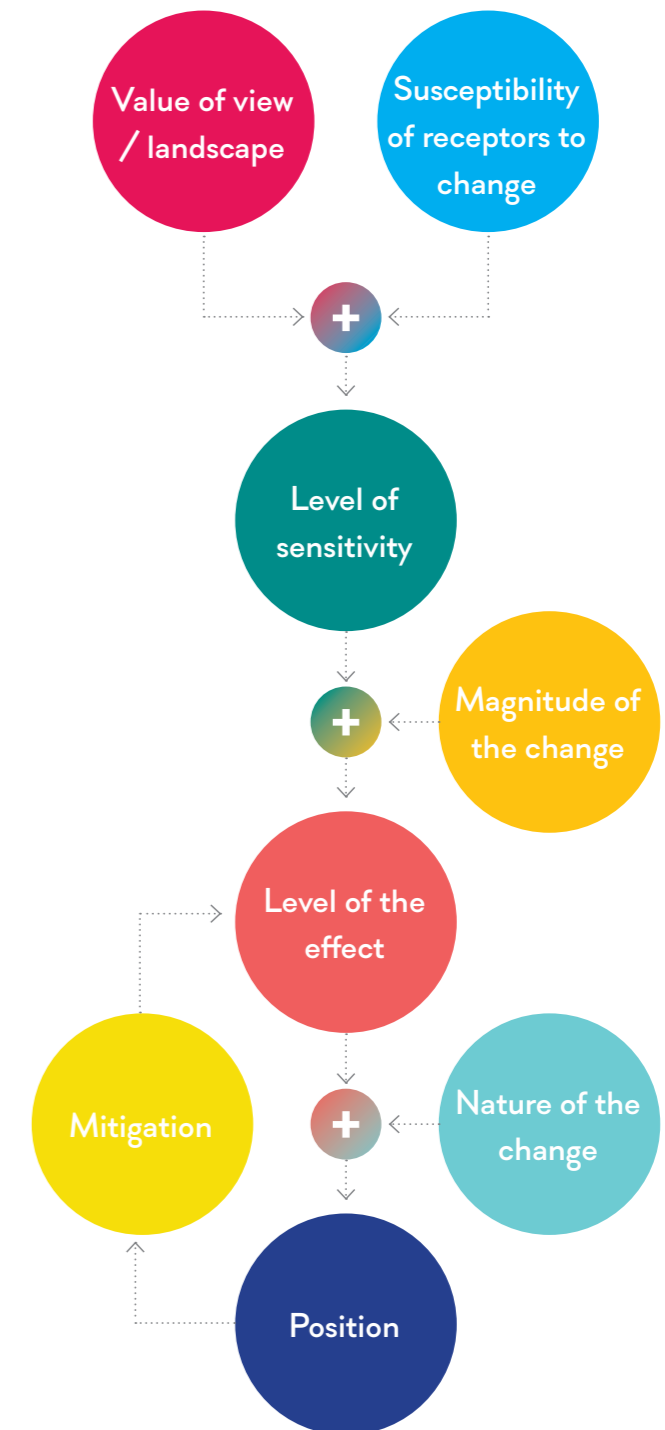 Value of view
/ landscape
Susceptibility
of receptors to
change
+
Level of
sensitivity
+
Magnitude of
the change
Level of the
effect
Mitigation
+
Nature of the
change
Position